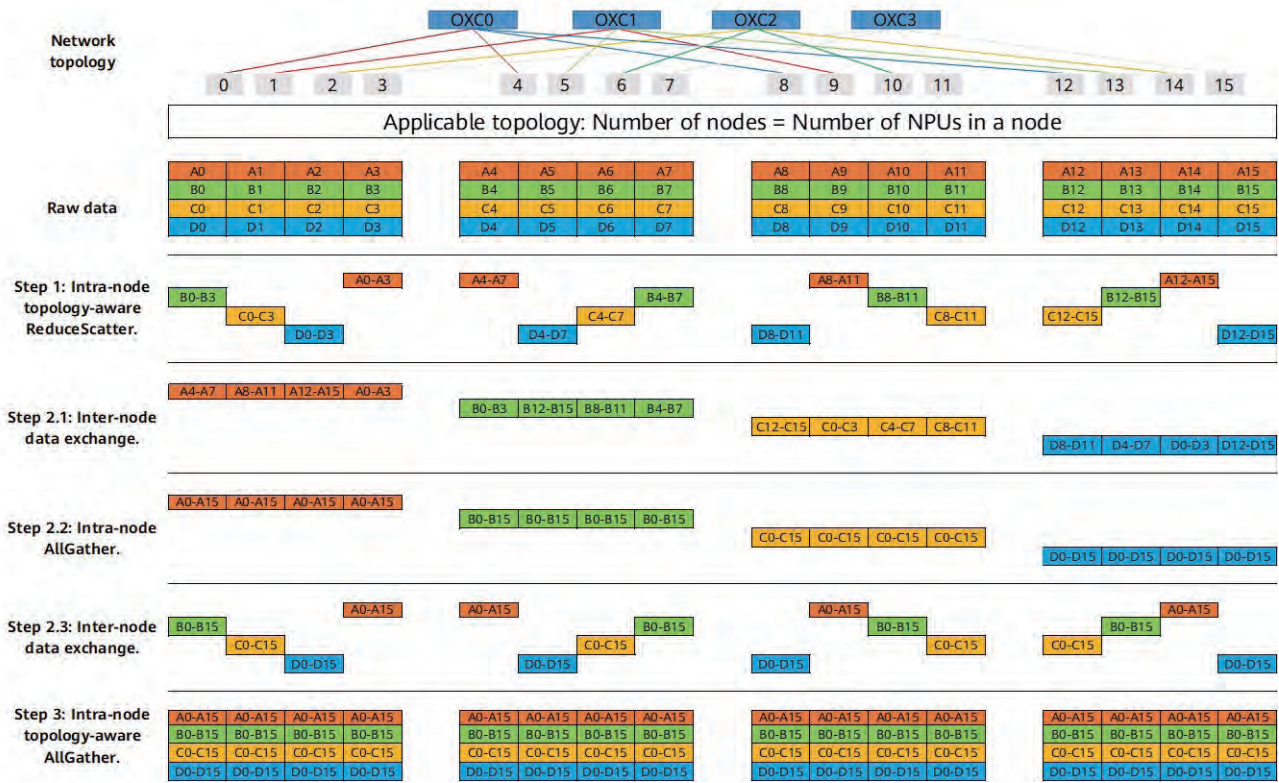 OXC0 OXC1 OXC2 OXC3
Network
topology
0 1 2 3 4 5 6 7 8 9 10 11 12 13 14 15
Applicable topology: Number of nodes = Number of NPUs in a node
Raw data
A0 A1 A2 A3 A4 A5 A6 A7 A8 A9 A10 A11 A12 A13 A14 A15
B0 B1 B2 B3 B4 B5 B6 B7 B8 B9 B10 B11 B12 B13 B14 B15
C0 C1 C2 C3 C4 C5 C6 C7 C8 C9 C10 C11 C12 C13 C14 C15
D0 D1 D2 D3 D4 D5 D6 D7 D8 D9 D10 D11 D12 D13 D14 D15
Step 1: Intra-node
topology-aware
ReduceScatter.
A0-A3 A4-A7 A8-A11 A12-A15
B0-B3 B4-B7 B8-B11 B12-B15
C0-C3 C4-C7 C8-C11 C12-C15
D0-D3 D4-D7 D8-D11 D12-D15
Step 2.1: Inter-node
data exchange.
A4-A7 A8-A11 A12-A15 A0-A3
B0-B3 B12-B15 B8-B11 B4-B7
C12-C15 C0-C3 C4-C7 C8-C11
D8-D11 D4-D7 D0-D3 D12-D15
Step 2.2: Intra-node
AllGather.
A0-A15 A0-A15 A0-A15 A0-A15
B0-B15 B0-B15 B0-B15 B0-B15
C0-C15 C0-C15 C0-C15 C0-C15
D0-D15 D0-D15 D0-D15 D0-D15
Step 2.3: Inter-node
data exchange.
A0-A15 A0-A15 A0-A15 A0-A15
B0-B15 B0-B15 B0-B15 B0-B15
C0-C15 C0-C15 C0-C15 C0-C15
D0-D15 D0-D15 D0-D15 D0-D15
Step 3: Intra-node
topology-aware
AllGather.
A0-A15 A0-A15 A0-A15 A0-A15 A0-A15 A0-A15 A0-A15 A0-A15 A0-A15 A0-A15 A0-A15 A0-A15 A0-A15 A0-A15 A0-A15 A0-A15
B0-B15 B0-B15 B0-B15 B0-B15 B0-B15 B0-B15 B0-B15 B0-B15 B0-B15 B0-B15 B0-B15 B0-B15 B0-B15 B0-B15 B0-B15 B0-B15
C0-C15 C0-C15 C0-C15 C0-C15 C0-C15 C0-C15 C0-C15 C0-C15 C0-C15 C0-C15 C0-C15 C0-C15 C0-C15 C0-C15 C0-C15 C0-C15
D0-D15 D0-D15 D0-D15 D0-D15 D0-D15 D0-D15 D0-D15 D0-D15 D0-D15 D0-D15 D0-D15 D0-D15 D0-D15 D0-D15 D0-D15 D0-D15